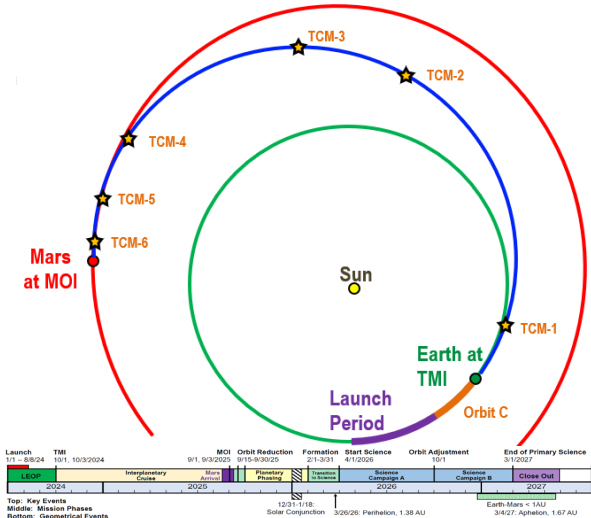 TCM-3
TCM-2
TCM-4
TCM-5
TCM-6
Mars
at MOI
Sun
TCM-1
Earth at
TMI
Launch
Period
Orbit C
Launch TMI MOI Orbit Reduction Formation Start Science Orbit Adjustment End of Primary Science
1/1 – 8/8/24 10/1, 10/3/2024 9/1, 9/3/2025 9/15-9/30/25 2/1-3/31 4/1/2026 10/1 3/1/2027
LEOP Interplanetary Cruise Mars Arrival Planetary Phasing Transition to Science Science Campaign A Science Campaign B Close Out
2024 2025 2026 2027
Top: Key Events
Middle: Mission Phases
Bottom: Geometrical Events
12/31-1/18:
Solar Conjunction
3/26/26: Perihelion, 1.38 AU
Earth-Mars < 1AU
3/4/27: Aphelion, 1.67 AU